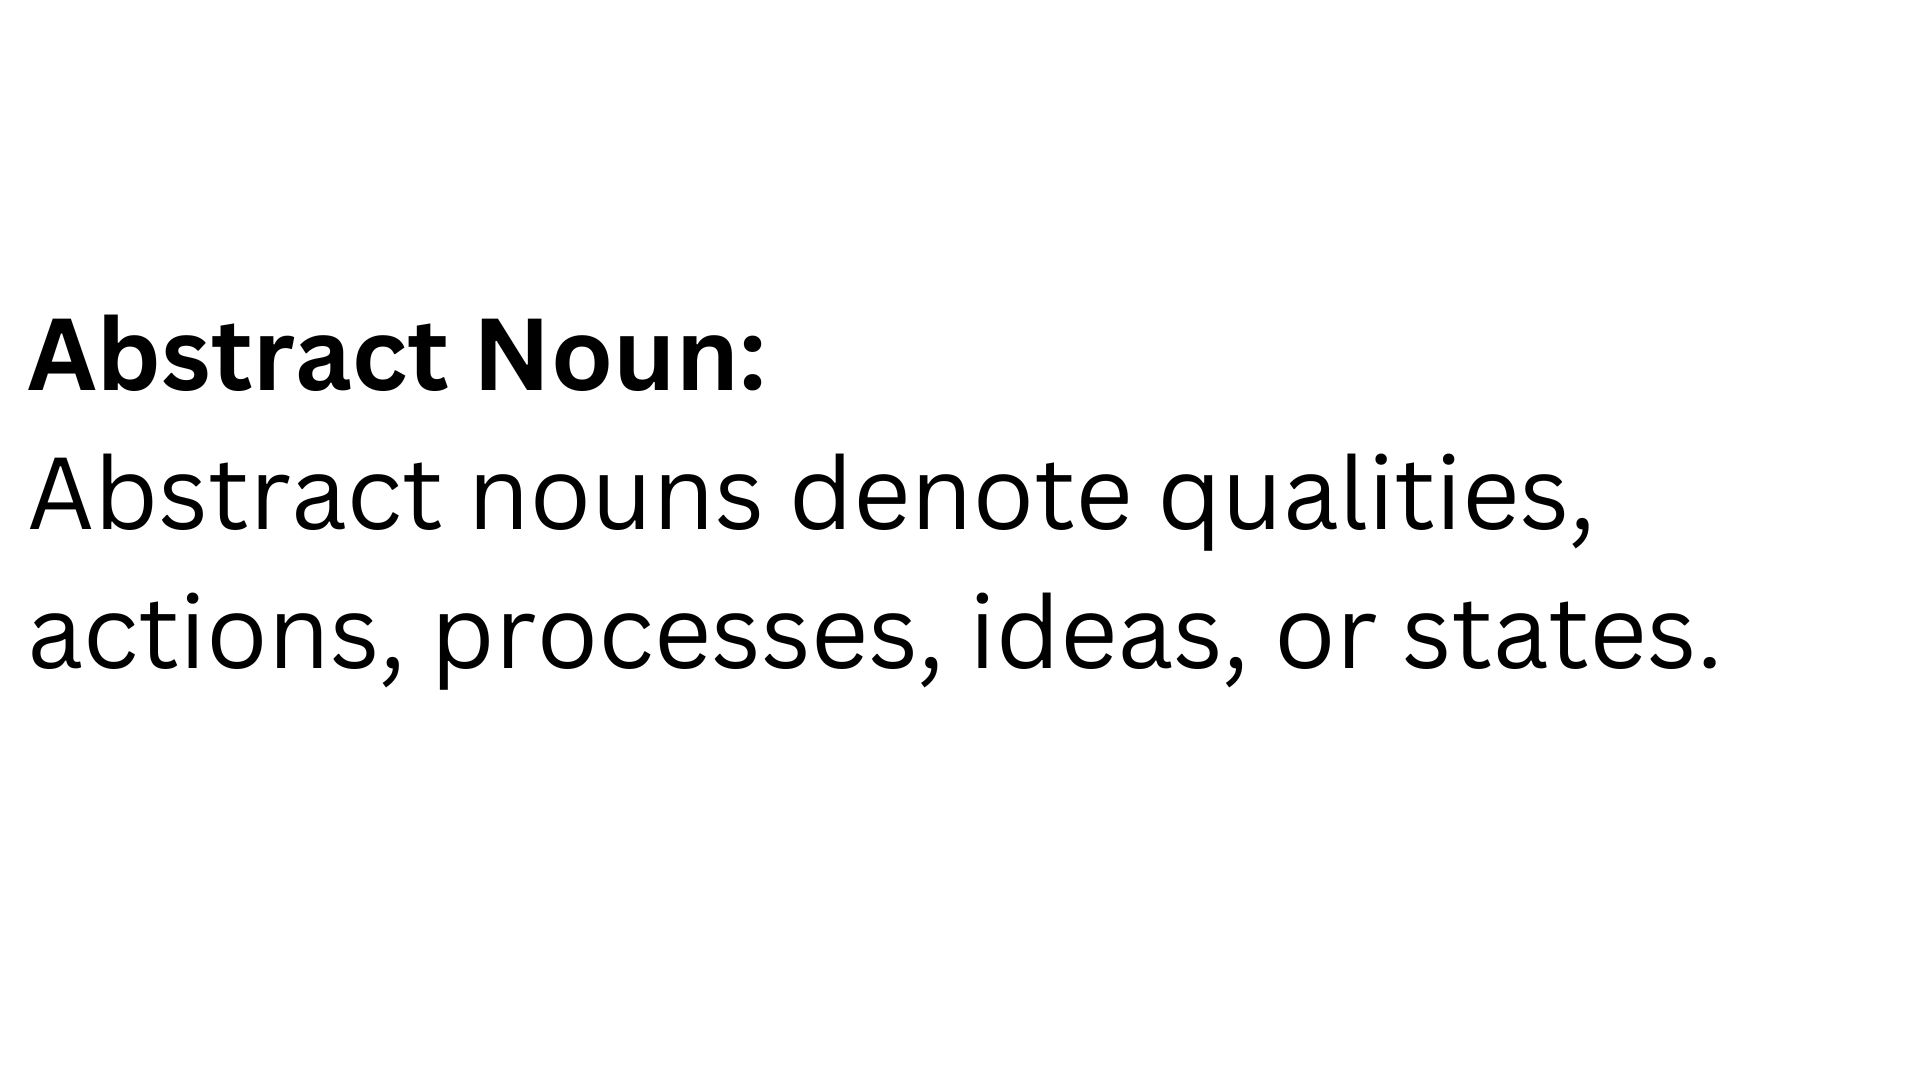 Abstract Noun:
Abstract nouns denote qualities,
actions, processes, ideas, or states.